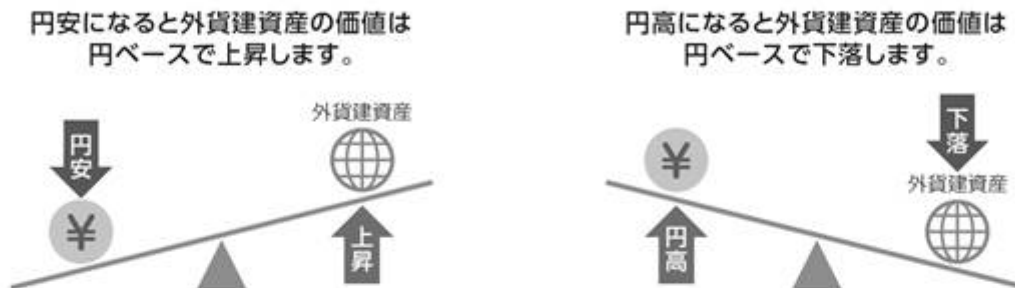 円安になると外貨建資産の価値は
円ベースで上昇します。
外貨建資産
円安
¥
上昇
円高になると外貨建資産の価値は
円ベースで下落します。
下落
¥
外貨建資産
円高